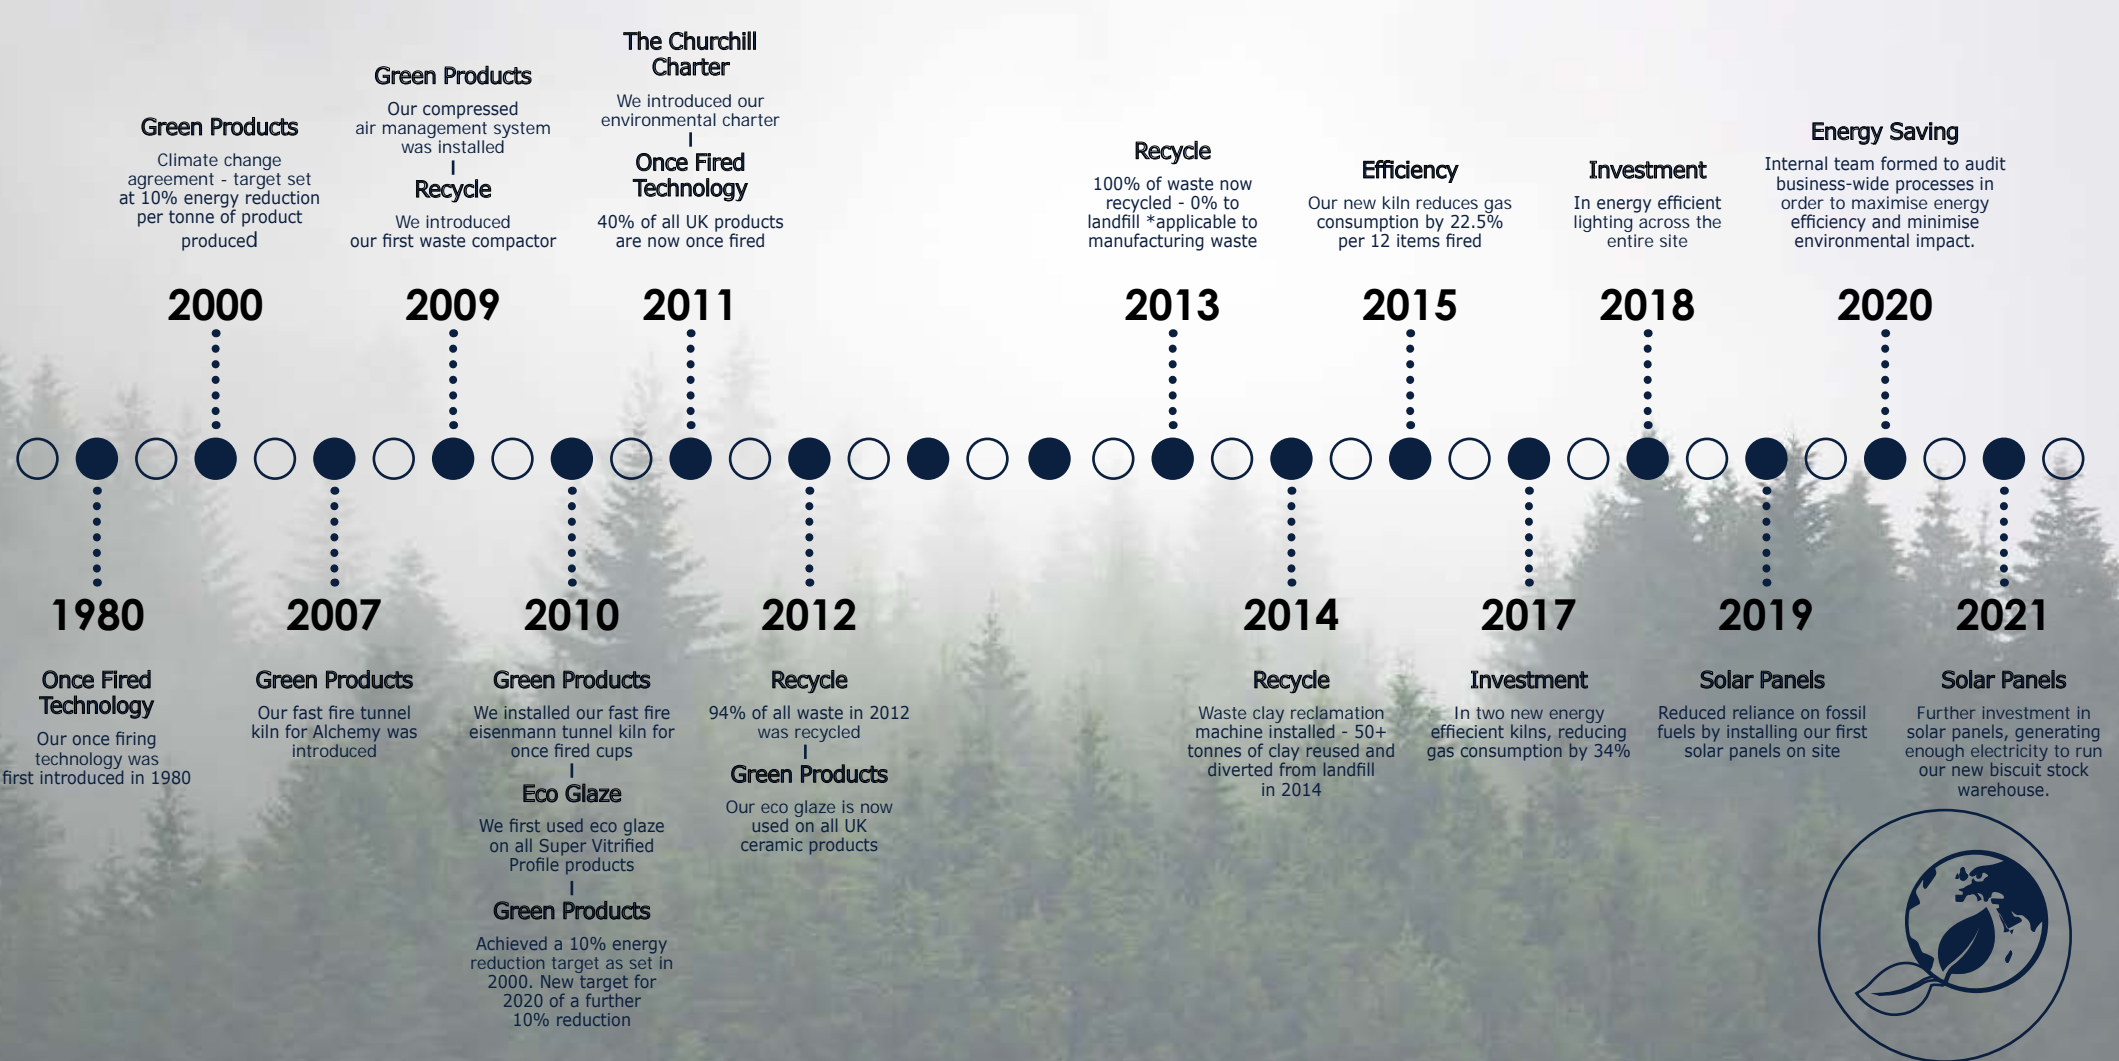 1980
Once Fired
Technology
Our once firing
technology was
first introduced in 1980
Green Products
Climate change
agreement - target set
at 10% energy reduction
per tonne of product
produced
2000
2007
Green Products
Our fast fire tunnel
kiln for Alchemy was
introduced
Green Products
Our compressed
air management system
was installed
Recycle
We introduced
our first waste compactor
2009
2010
Green Products
We installed our fast fire
eisenmann tunnel kiln for
once fired cups
Eco Glaze
We first used eco glaze
on all Super Vitrified
Profile products
Green Products
Achieved a 10% energy
reduction target as set in
2000. New target for
2020 of a further
10% reduction
The Churchill
Charter
We introduced our
environmental charter
Once Fired
Technology
40% of all UK products
are now once fired
2011
2012
Recycle
94% of all waste in 2012
was recycled
Green Products
Our eco glaze is now
used on all UK
ceramic products
Recycle
100% of waste now
recycled - 0% to
landfill *applicable to
manufacturing waste
2013
2014
Recycle
Waste clay reclamation
machine installed - 50+
tonnes of clay reused and
diverted from landfill
in 2014
Efficiency
Our new kiln reduces gas
consumption by 22.5%
per 12 items fired
2015
2017
Investment
In two new energy
effiecient kilns, reducing
gas consumption by 34%
Investment
In energy efficient
lighting across the
entire site
2018
2019
Solar Panels
Reduced reliance on fossil
fuels by installing our first
solar panels on site
Energy Saving
Internal team formed to audit
business-wide processes in
order to maximise energy
efficiency and minimise
environmental impact.
2020
2021
Solar Panels
Further investment in
solar panels, generating
enough electricity to run
our new biscuit stock
warehouse.